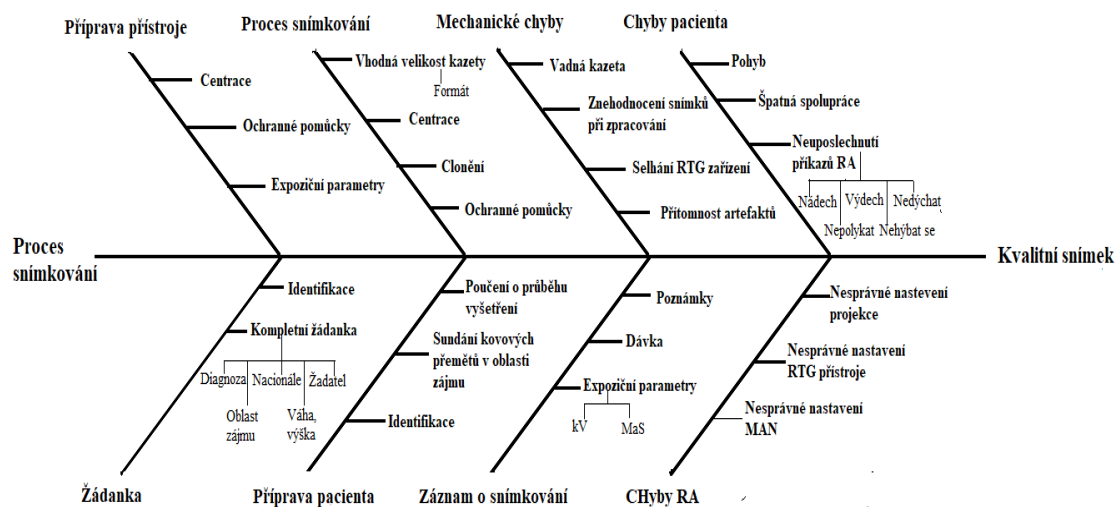 Příprava přístroje
Centrace
Ochranné pomůcky
Expoziční parametry
Proces snímkování
Vhodná velikost kazety
Formát
Centrace
Clonění
Ochranné pomůcky
Mechanické chyby
Vadná kazeta
Znehodnocení snímků
při zpracování
Selhání RTG zařízení
Přítomnost artefaktů
Chyby pacienta
Pohyb
Špatná spolupráce
Neuposlechnutí
příkazů RA
Nádech
Výdech
Nedýchat
Nepolykat
Nehýbat se
Proces
snímkování
Kvalitní snímek
Identifikace
Kompletní žádanka
Diagnoza
Nacionále
Žadatel
Oblast
zájmu
Váha,
výška
Žádanka
Poučení o průběhu
vyšetření
Sundání kovových
přemětů v oblasti
zájmu
Identifikace
Příprava pacienta
Poznámky
Dávka
Expoziční parametry
kV
MaS
Záznam o snímkování
Nesprávné nastevení
projekce
Nesprávné nastavení
RTG přístroje
Nesprávné nastavení
MAN
CHyby RA